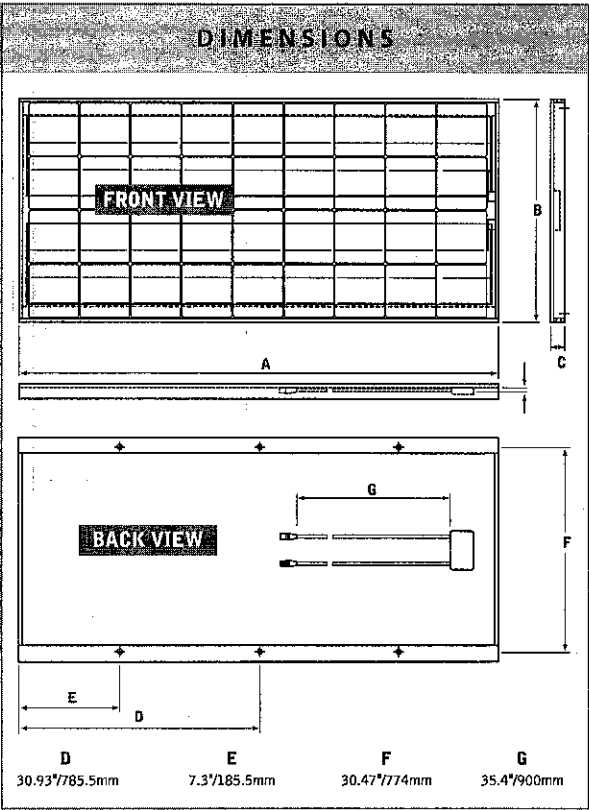 DIMENSIONS
FRONT VIEW
B
A
C
G
BACK VIEW
F
E
D
D E F G
30.93"/785.5mm 7.3"/185.5mm 30.47"/774mm 35.4"/900mm